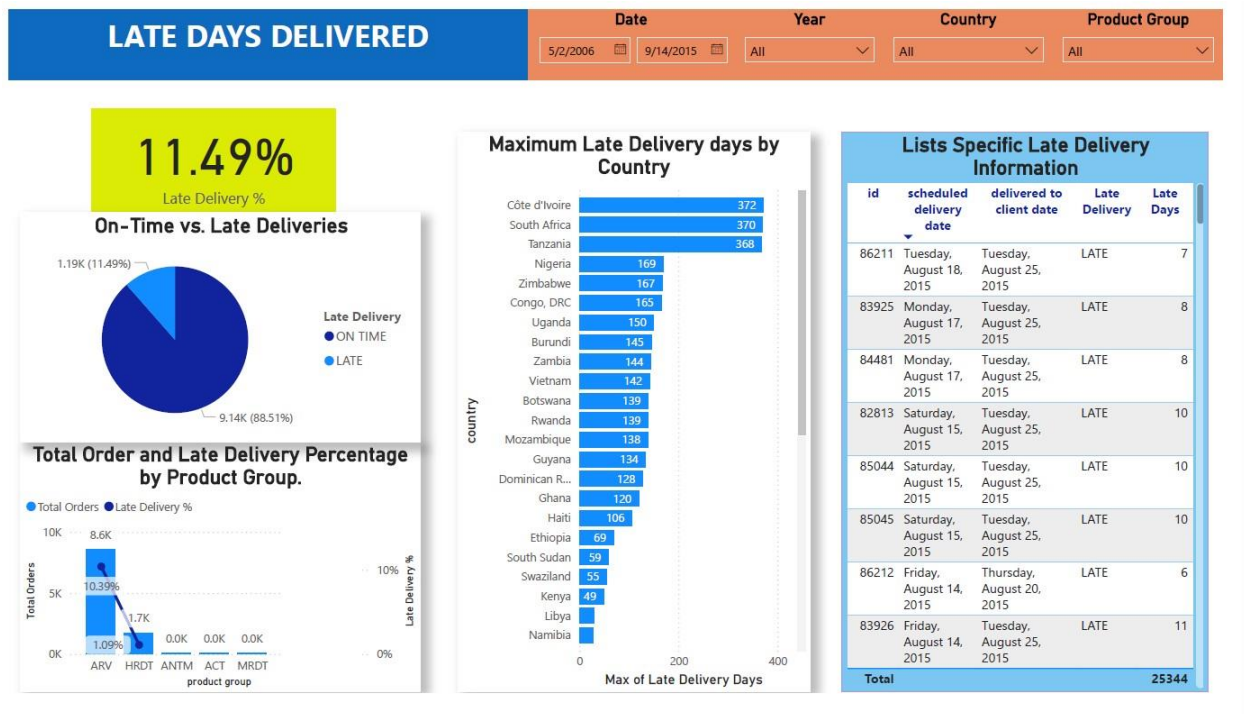 LATE DAYS DELIVERED
Date
Year
Country
Product Group
5/2/2006
9/14/2015
All
All
All
11.49%
Late Delivery %
On-Time vs. Late Deliveries
1.19K (11.49%)
Late Delivery
ON TIME
LATE
9.14K (88.51%)
Total Order and Late Delivery Percentage
by Product Group.
Total Orders
Late Delivery %
10K
8.6K
10%
Total Orders
Late Delivery %
5K
10.39%
1.7K
0.0K
0.0K
0.0K
1.09%
0K
0%
ARV
HRDT
ANTM
ACT
MRDT
product group
Maximum Late Delivery days by
Country
country
Côte d'Ivoire 372
South Africa 370
Tanzania 368
Nigeria 169
Zimbabwe 167
Congo, DRC 165
Uganda 150
Burundi 145
Zambia 144
Vietnam 142
Botswana 139
Rwanda 139
Mozambique 138
Guyana 134
Dominican R... 128
Ghana 120
Haiti 106
Ethiopia 69
South Sudan 59
Swaziland 55
Kenya 49
Libya
Namibia
0
200
400
Max of Late Delivery Days
Lists Specific Late Delivery
Information
id scheduled delivered to Late Late
delivery client date Delivery Days
date
86211 Tuesday, Tuesday, LATE 7
August 18, August 25,
2015 2015
83925 Monday, Tuesday, LATE 8
August 17, August 25,
2015 2015
84481 Monday, Tuesday, LATE 8
August 17, August 25,
2015 2015
82813 Saturday, Tuesday, LATE 10
August 15, August 25,
2015 2015
85044 Saturday, Tuesday, LATE 10
August 15, August 25,
2015 2015
85045 Saturday, Tuesday, LATE 10
August 15, August 25,
2015 2015
86212 Friday, Thursday, LATE 6
August 14, August 20,
2015 2015
83926 Friday, Tuesday, LATE 11
August 14, August 25,
2015 2015
Total 25344